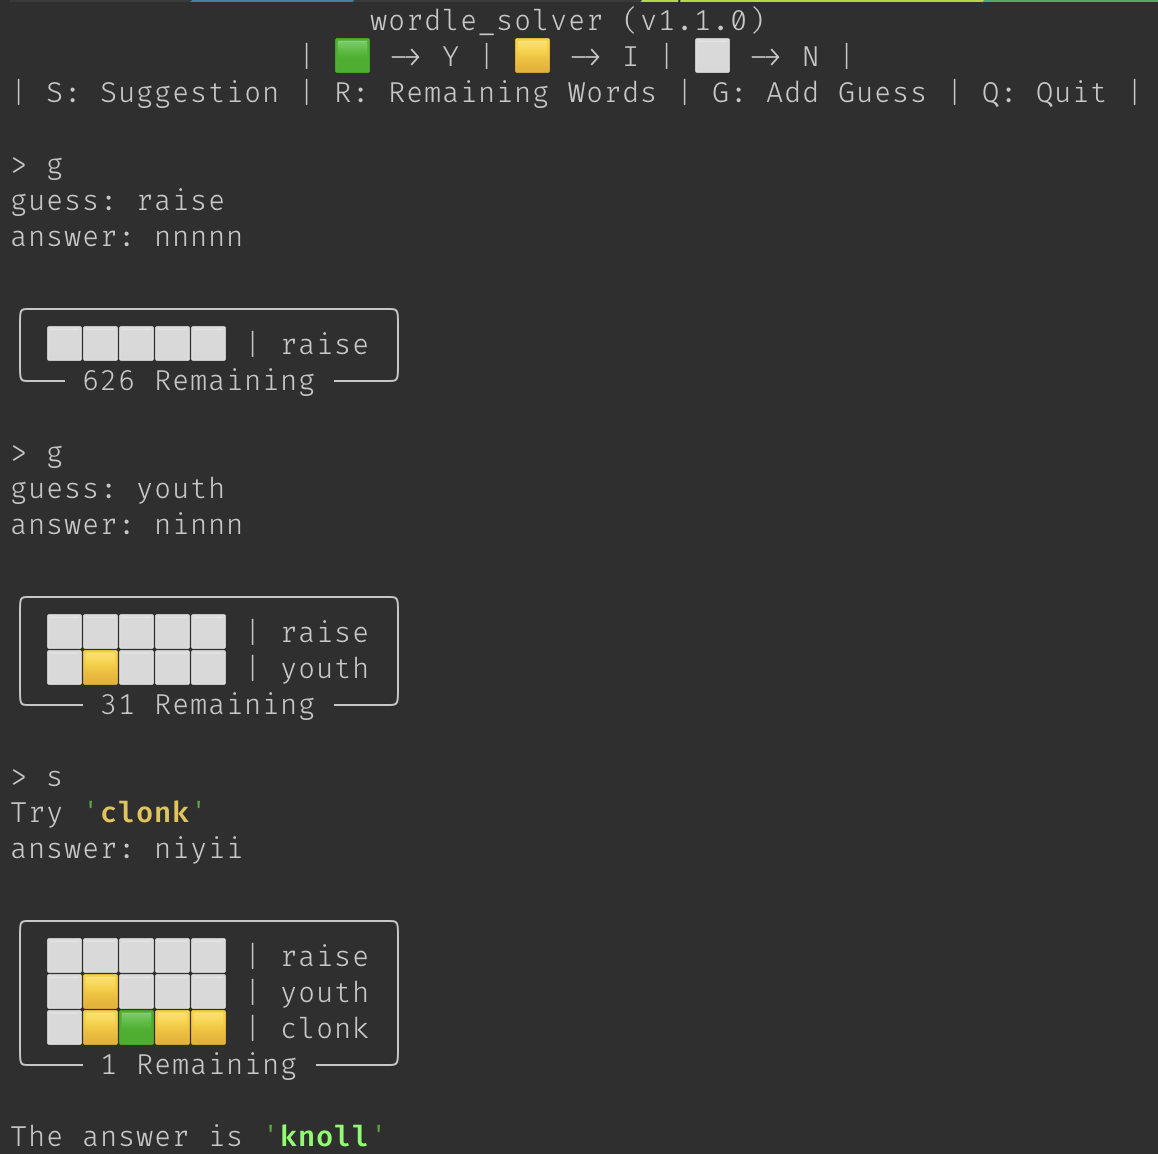 wordle_solver (v1.1.0)
| 🟩 → Y | 🟨 → I | ⬜ → N |
| S: Suggestion | R: Remaining Words | G: Add Guess | Q: Quit |
> g
guess: raise
answer: nnnnn
⬜⬜⬜⬜⬜ | raise
626 Remaining
> g
guess: youth
answer: ninnn
⬜⬜⬜⬜⬜ | raise
⬜🟨⬜⬜⬜ | youth
31 Remaining
> s
Try 'clonk'
answer: niyii
⬜⬜⬜⬜⬜ | raise
⬜🟨⬜⬜⬜ | youth
⬜🟨🟩🟨🟨 | clonk
1 Remaining
The answer is 'knoll'